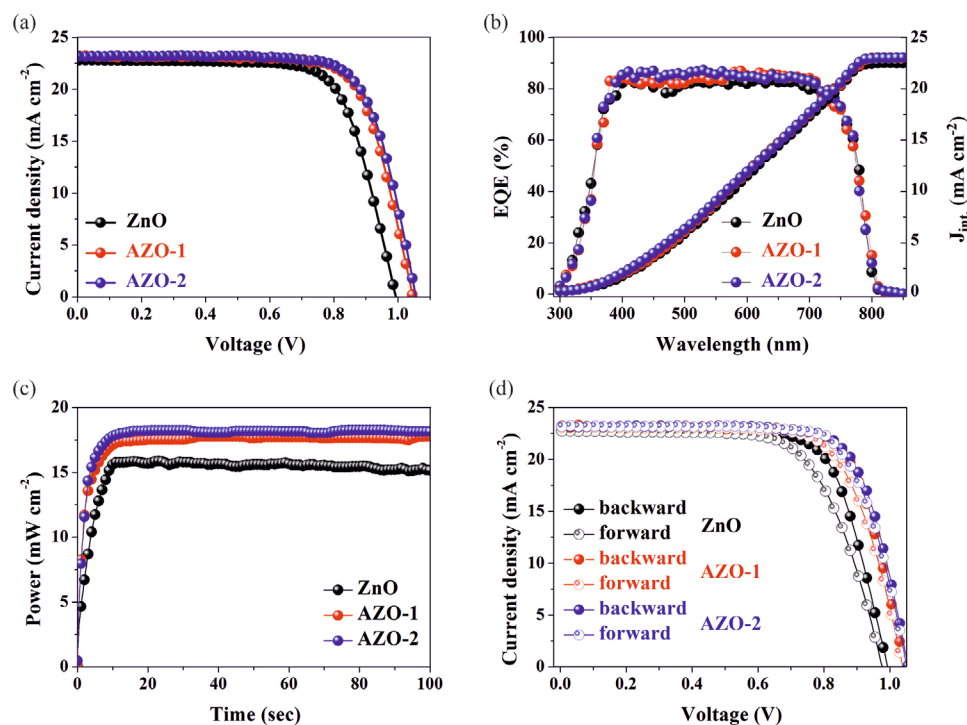 (a)
Current density (mA cm⁻²)
25
20
15
10
5
0
ZnO
AZO-1
AZO-2
0.0 0.2 0.4 0.6 0.8 1.0
Voltage (V)
(b)
EQE (%)
100
80
60
40
20
0
ZnO
AZO-1
AZO-2
25
20
15
10
5
0
J_int. (mA cm⁻²)
300 400 500 600 700 800
Wavelength (nm)
(c)
Power (mW cm⁻²)
20
15
10
5
0
ZnO
AZO-1
AZO-2
0 20 40 60 80 100
Time (sec)
(d)
Current density (mA cm⁻²)
25
20
15
10
5
0
backward
forward
ZnO
backward
forward
AZO-1
backward
forward
AZO-2
0.0 0.2 0.4 0.6 0.8 1.0
Voltage (V)